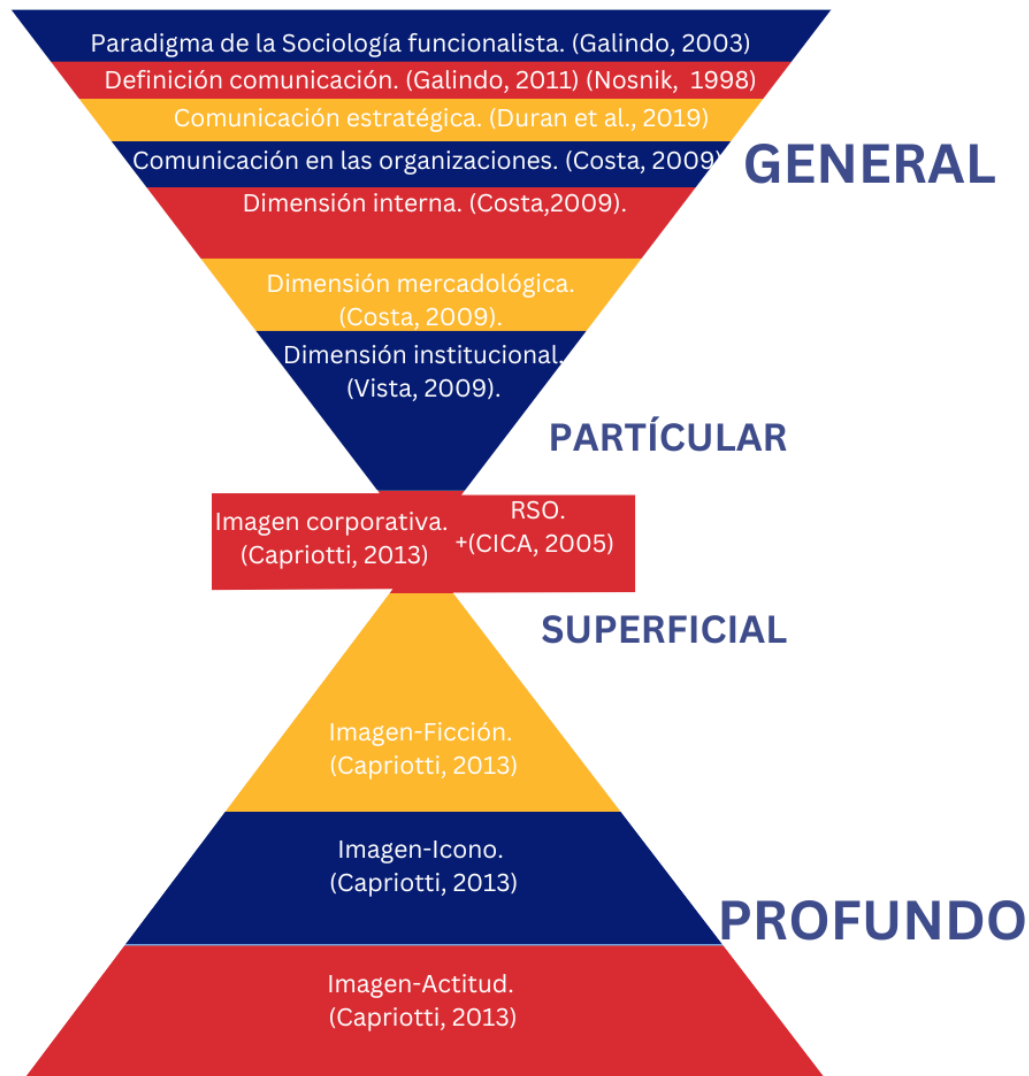 Paradigma de la Sociología funcionalista. (Galindo, 2003)
Definición comunicación. (Galindo, 2011) (Nosnik, 1998)
Comunicación estratégica. (Duran et al., 2019)
Comunicación en las organizaciones. (Costa, 2009)
GENERAL
Dimensión interna. (Costa,2009).
Dimensión mercadológica.
(Costa, 2009).
Dimensión institucional.
(Vista, 2009).
PARTÍCULAR
Imagen corporativa.
(Capriotti, 2013)
RSO.
+(CICA, 2005)
SUPERFICIAL
Imagen-Ficción.
(Capriotti, 2013)
Imagen-Icono.
(Capriotti, 2013)
PROFUNDO
Imagen-Actitud.
(Capriotti, 2013)